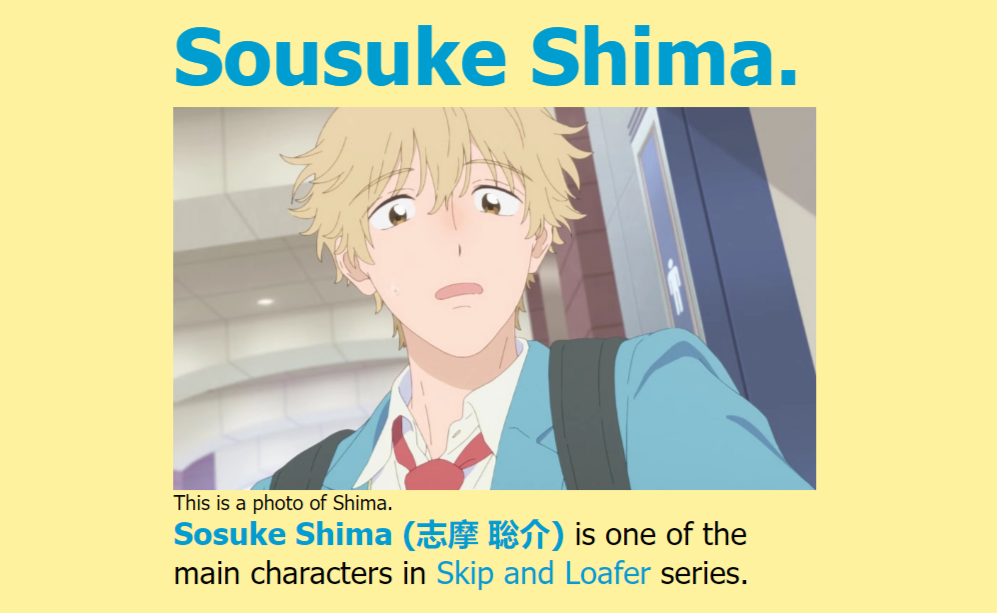 Sousuke Shima.
This is a photo of Shima.
Sosuke Shima (志摩 聡介) is one of the
main characters in Skip and Loafer series.